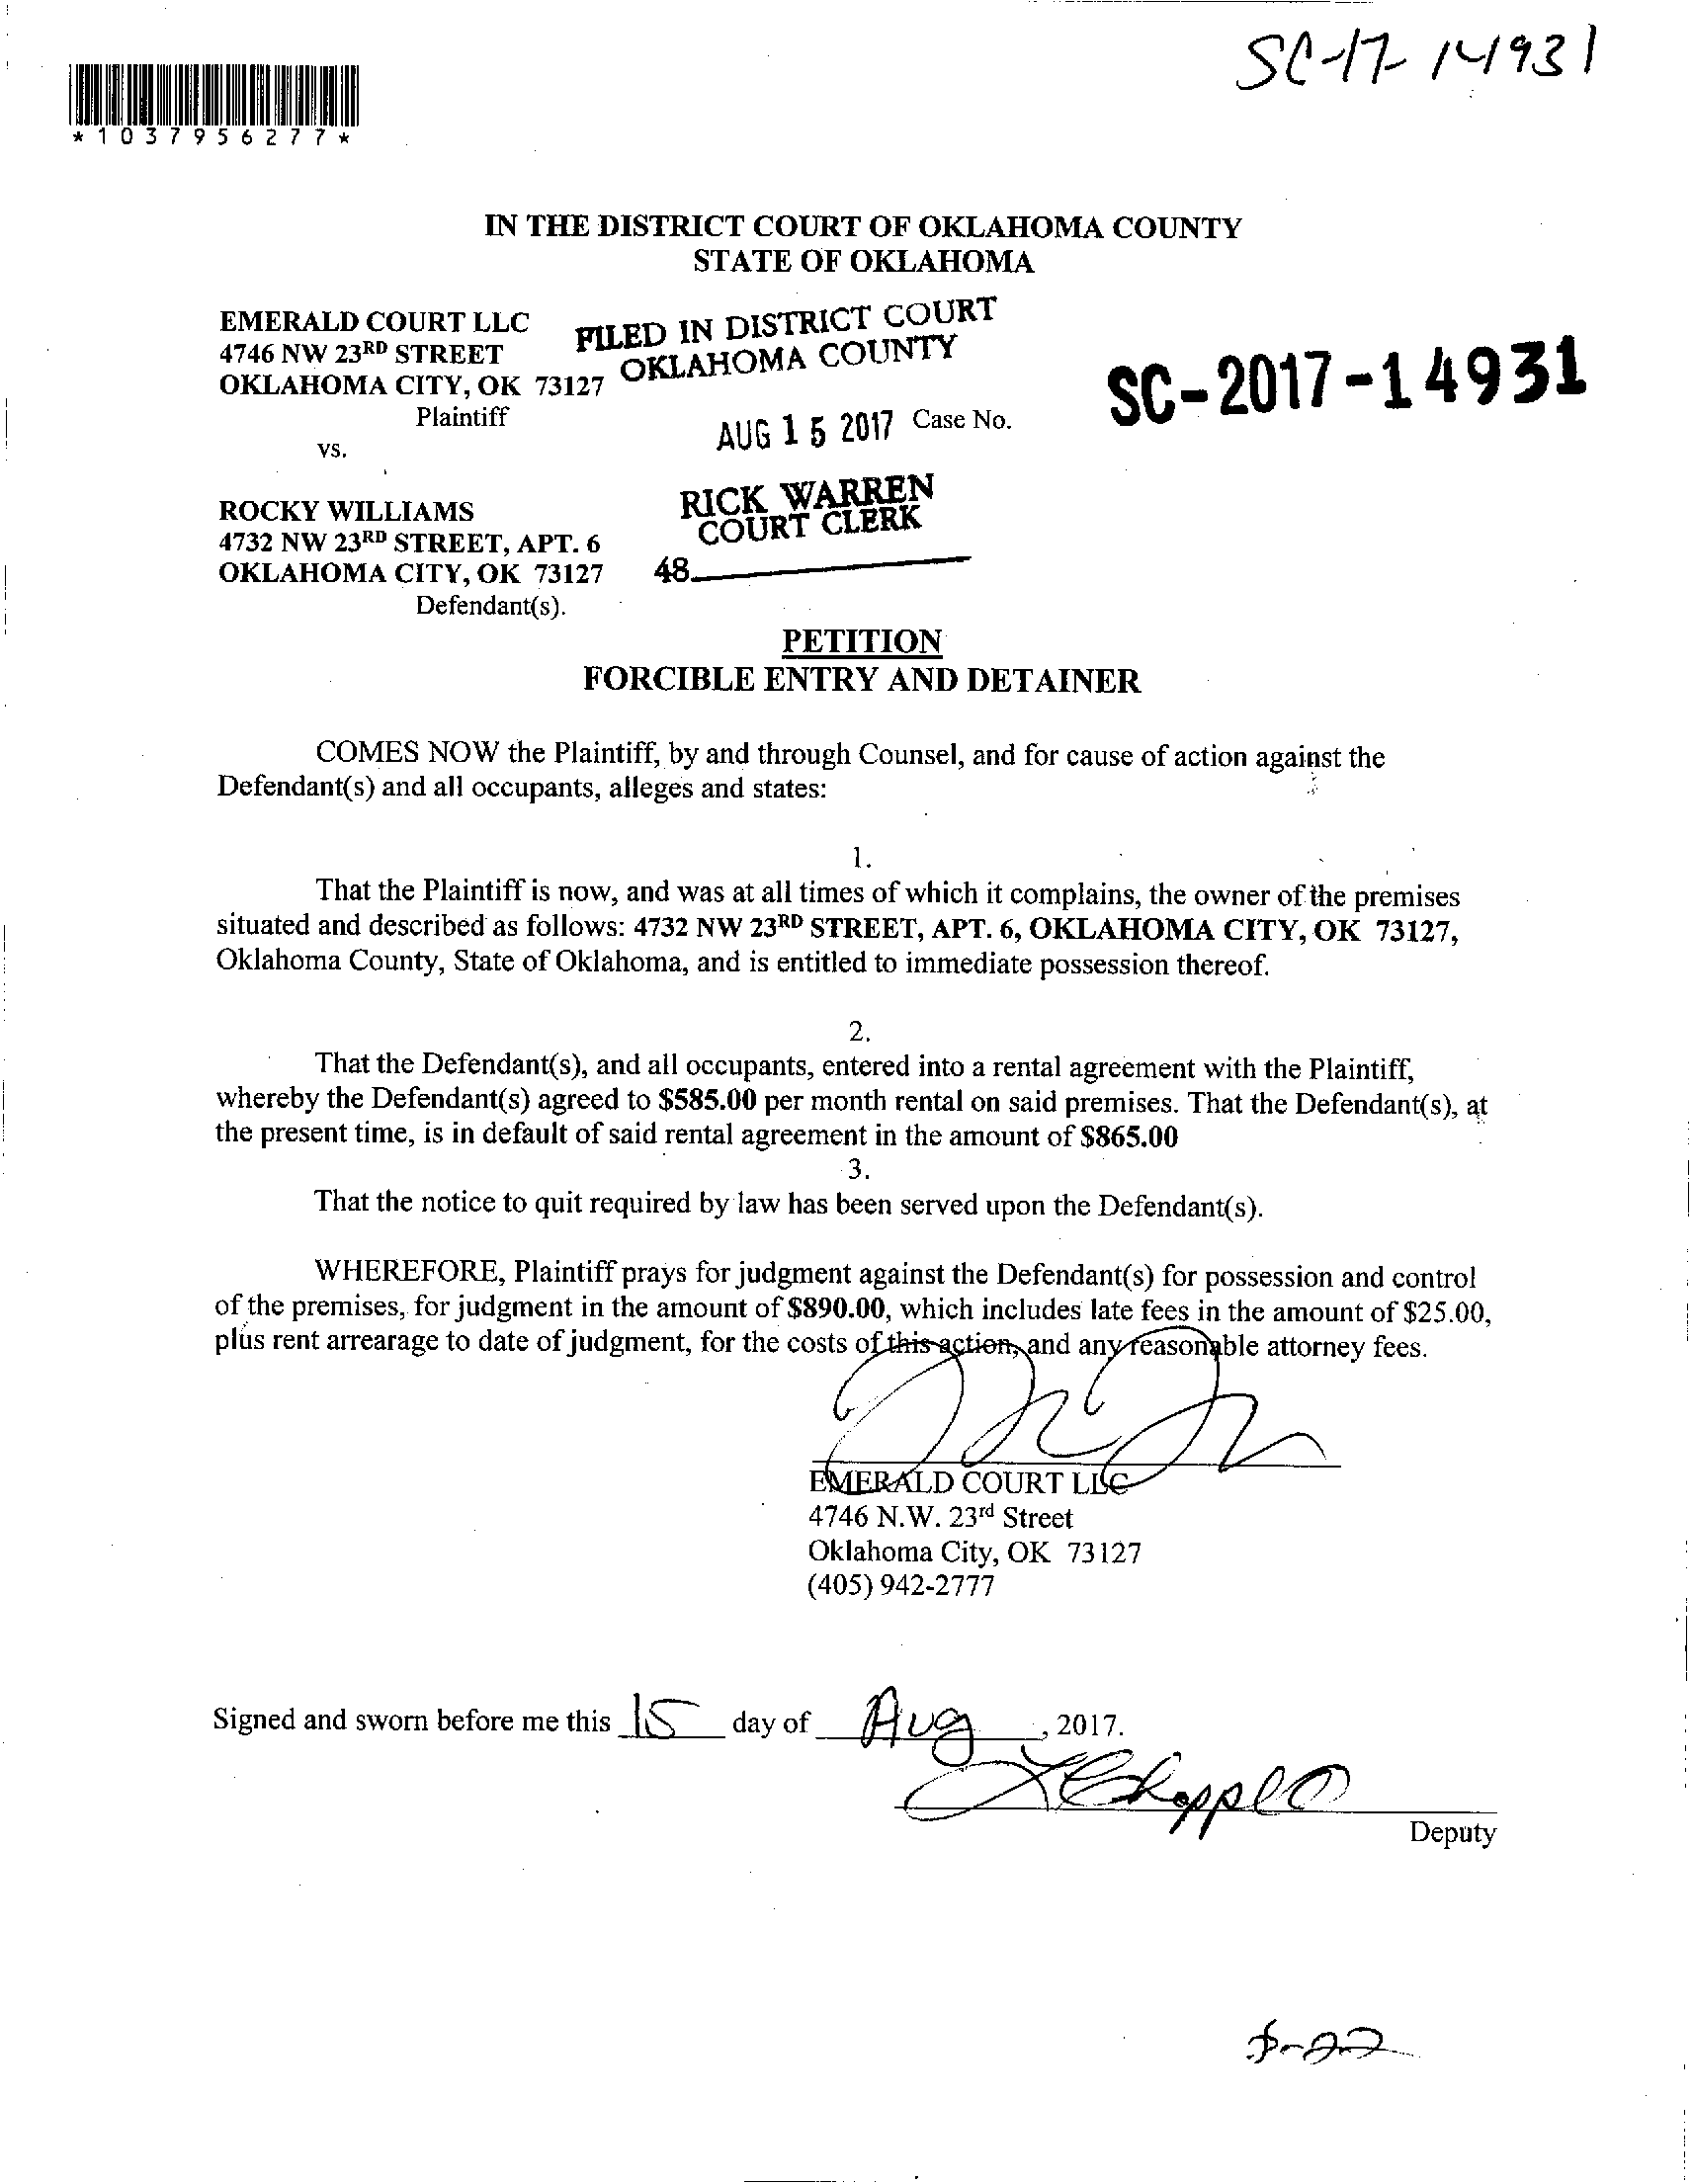 SC-17-14931
*1037956277*
IN THE DISTRICT COURT OF OKLAHOMA COUNTY
STATE OF OKLAHOMA
EMERALD COURT LLC
4746 NW 23RD STREET
OKLAHOMA CITY, OK 73127
Plaintiff
vs.
FILED IN DISTRICT COURT
OKLAHOMA COUNTY
AUG 15 2017
Case No.
SC-2017-14931
RICK WARREN
COURT CLERK
48
ROCKY WILLIAMS
4732 NW 23RD STREET, APT. 6
OKLAHOMA CITY, OK 73127
Defendant(s).
PETITION
FORCIBLE ENTRY AND DETAINER
COMES NOW the Plaintiff, by and through Counsel, and for cause of action against the
Defendant(s) and all occupants, alleges and states:
1.
That the Plaintiff is now, and was at all times of which it complains, the owner of the premises
situated and described as follows: 4732 NW 23RD STREET, APT. 6, OKLAHOMA CITY, OK 73127,
Oklahoma County, State of Oklahoma, and is entitled to immediate possession thereof.
2.
That the Defendant(s), and all occupants, entered into a rental agreement with the Plaintiff,
whereby the Defendant(s) agreed to $585.00 per month rental on said premises. That the Defendant(s), at
the present time, is in default of said rental agreement in the amount of $865.00
3.
That the notice to quit required by law has been served upon the Defendant(s).
WHEREFORE, Plaintiff prays for judgment against the Defendant(s) for possession and control
of the premises, for judgment in the amount of $890.00, which includes late fees in the amount of $25.00,
plus rent arrearage to date of judgment, for the costs of this action, and any reasonable attorney fees.
EMERALD COURT LLC
4746 N.W. 23rd Street
Oklahoma City, OK 73127
(405) 942-2777
Signed and sworn before me this 15 day of Aug, 2017.
Deputy